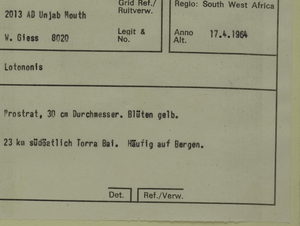 Grid Ref./ Regio: South West Africa
2013 AD Unjab Mouth Ruitverw.
Legit & Anno 17.4.1964
W. Giess 8020 No. Alt.
Lotononis
Prostrat, 30 cm Durchmesser. Blüten gelb.
23 km südöstlich Torra Bai. Häufig auf Bergen.
Det. Ref./Verw.